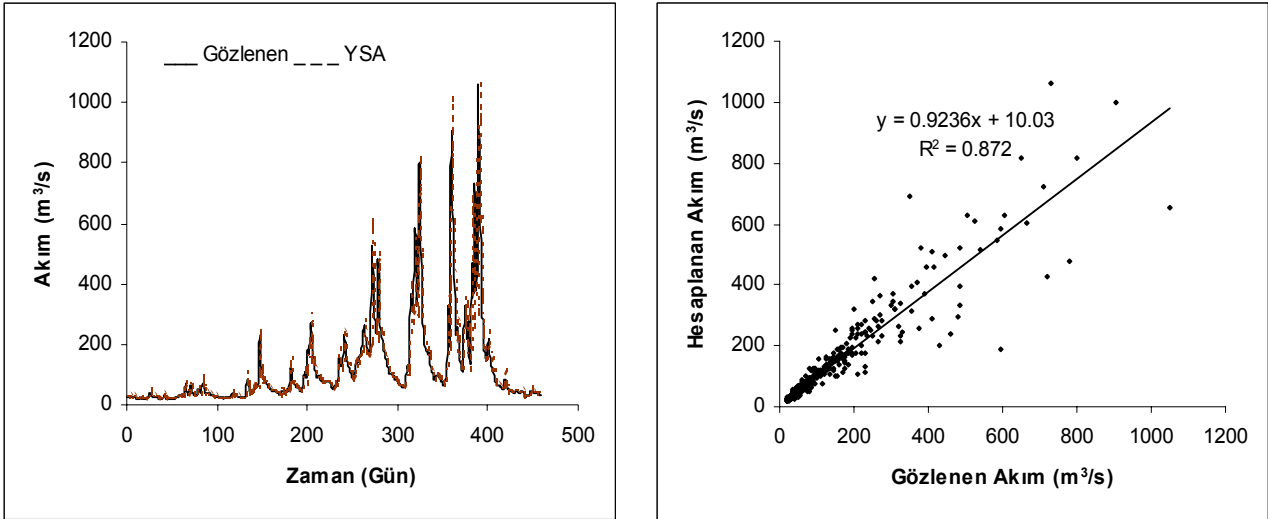 ___ Gözlenen _ _ _ YSA
1200
1000
800
600
400
200
0
Akım (m³/s)
0 100 200 300 400 500
Zaman (Gün)
y = 0.9236x + 10.03
R² = 0.872
1200
1000
800
600
400
200
0
Hesaplanan Akım (m³/s)
0 200 400 600 800 1000 1200
Gözlenen Akım (m³/s)